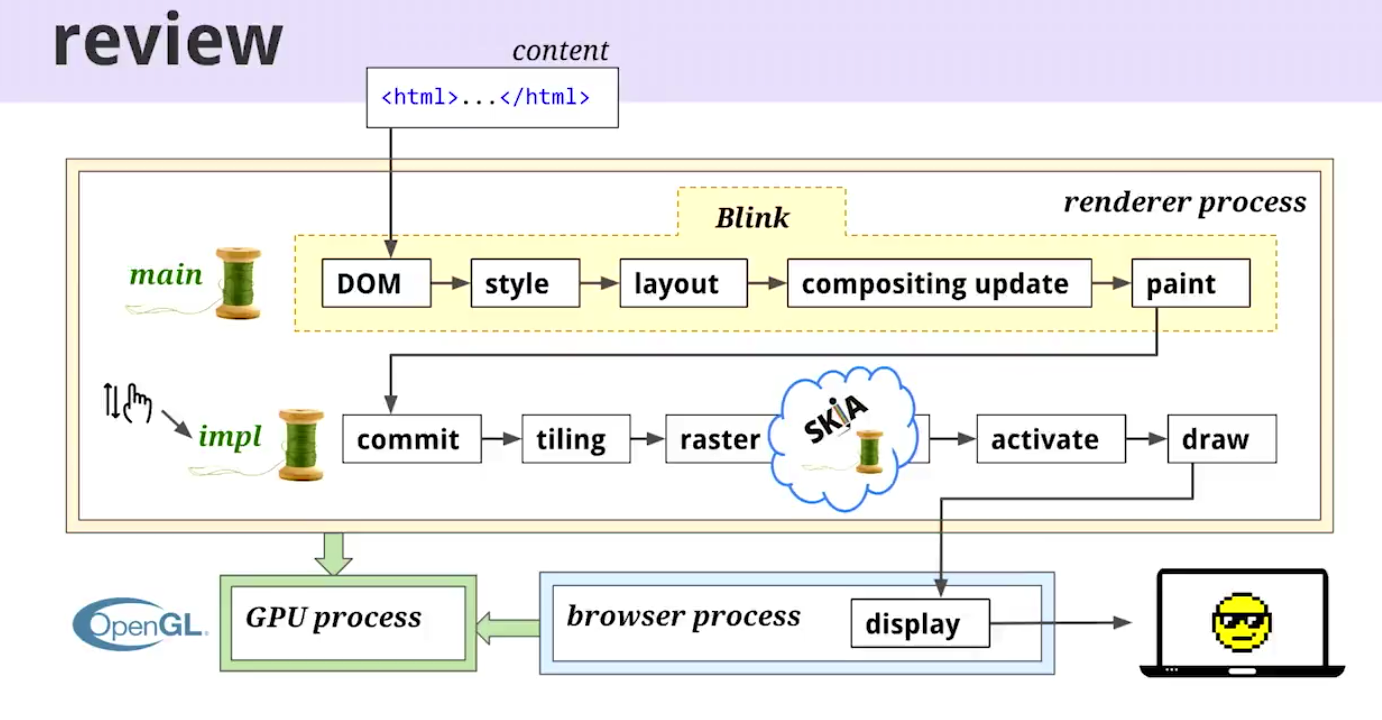 review
content
<html>...</html>
renderer process
Blink
main
DOM
style
layout
compositing update
paint
impl
commit
tiling
raster
SKiA
activate
draw
OpenGL
GPU process
browser process
display